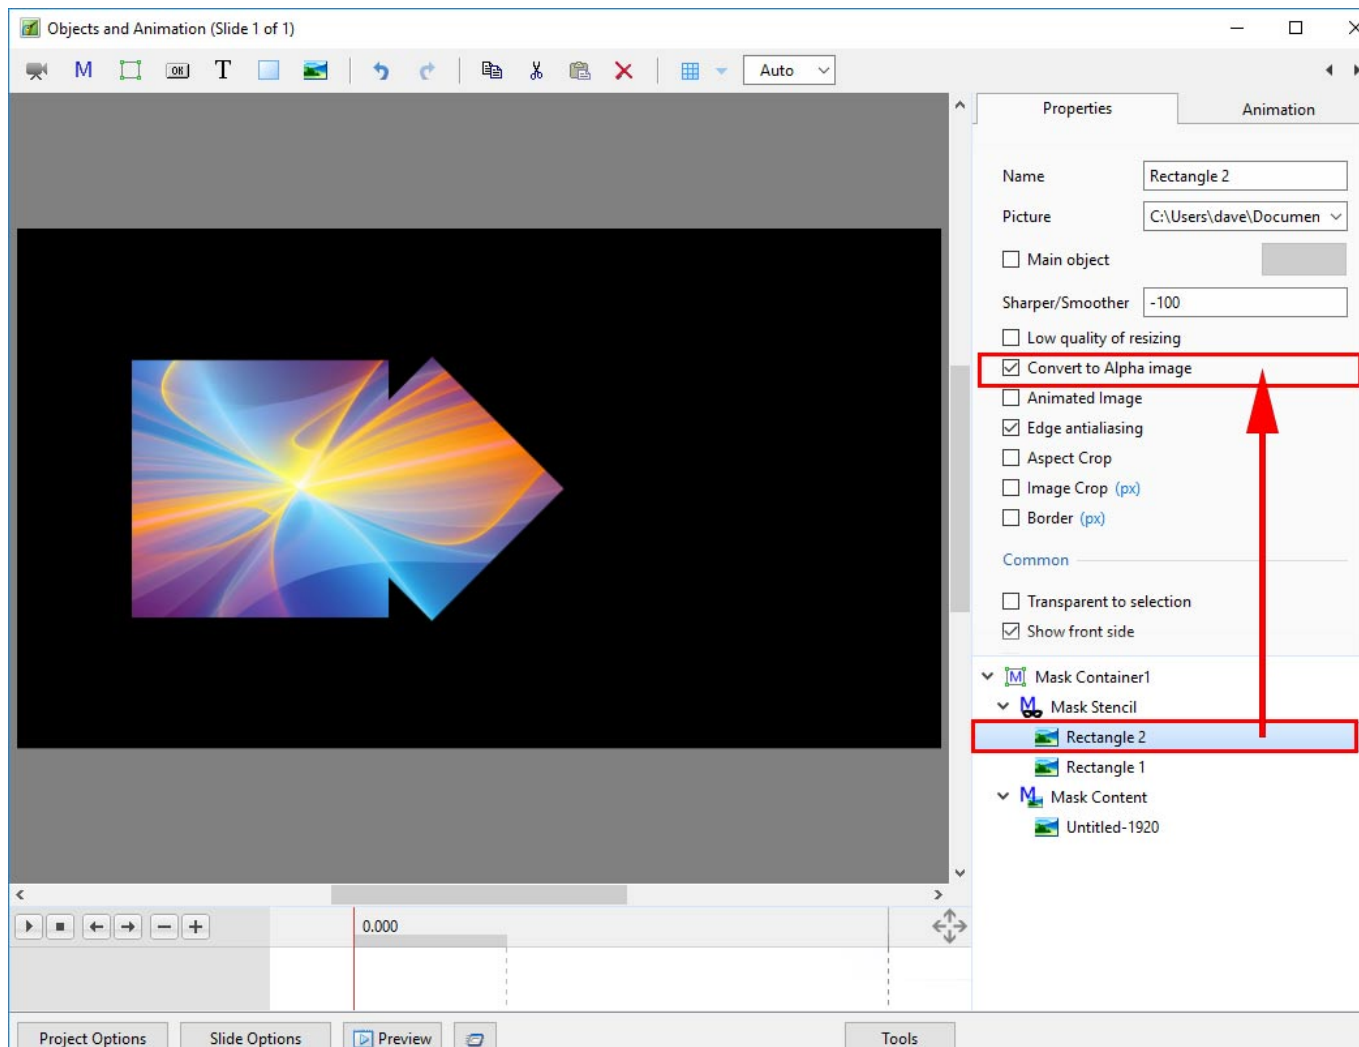 Objects and Animation (Slide 1 of 1)
M OK T Auto
Properties Animation
Name Rectangle 2
Picture C:\Users\dave\Documen
Main object
Sharper/Smoother -100
Low quality of resizing
Convert to Alpha image
Animated Image
Edge antialiasing
Aspect Crop
Image Crop (px)
Border (px)
Common
Transparent to selection
Show front side
M Mask Container1
M Mask Stencil
Rectangle 2
Rectangle 1
M Mask Content
Untitled-1920
0.000
Project Options Slide Options Preview Tools